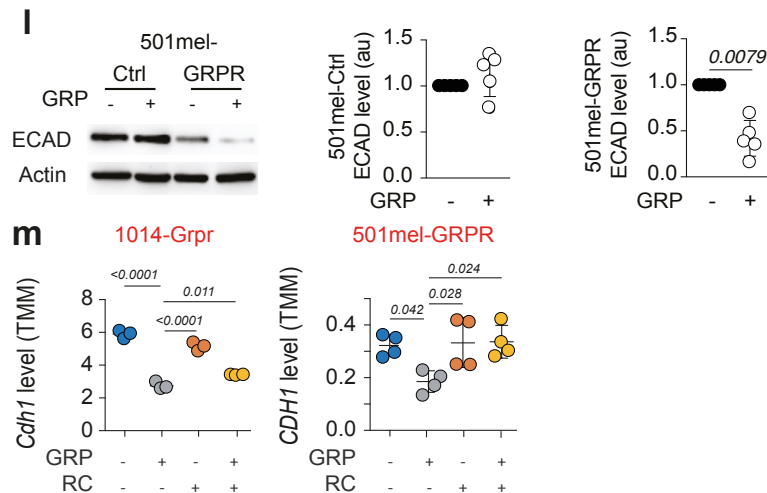 l
501mel-
Ctrl GRPR
GRP - + - +
ECAD
Actin
501mel-Ctrl
ECAD level (au)
1.5
1.0
0.5
0.0
GRP - +
501mel-GRPR
ECAD level (au)
1.5
1.0
0.5
0.0
0.0079
GRP - +
m
1014-Grpr
Cdh1 level (TMM)
8
6
4
2
0
<0.0001
0.011
<0.0001
GRP - + - +
RC - - + +
501mel-GRPR
CDH1 level (TMM)
0.4
0.2
0.0
0.024
0.042
0.028
GRP - + - +
RC - - + +